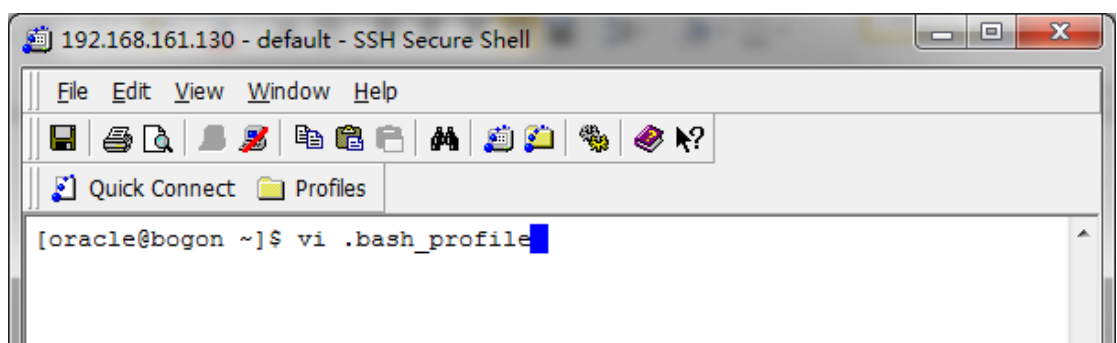 192.168.161.130 - default - SSH Secure Shell
File Edit View Window Help
Quick Connect Profiles
[oracle@bogon ~]$ vi .bash_profile